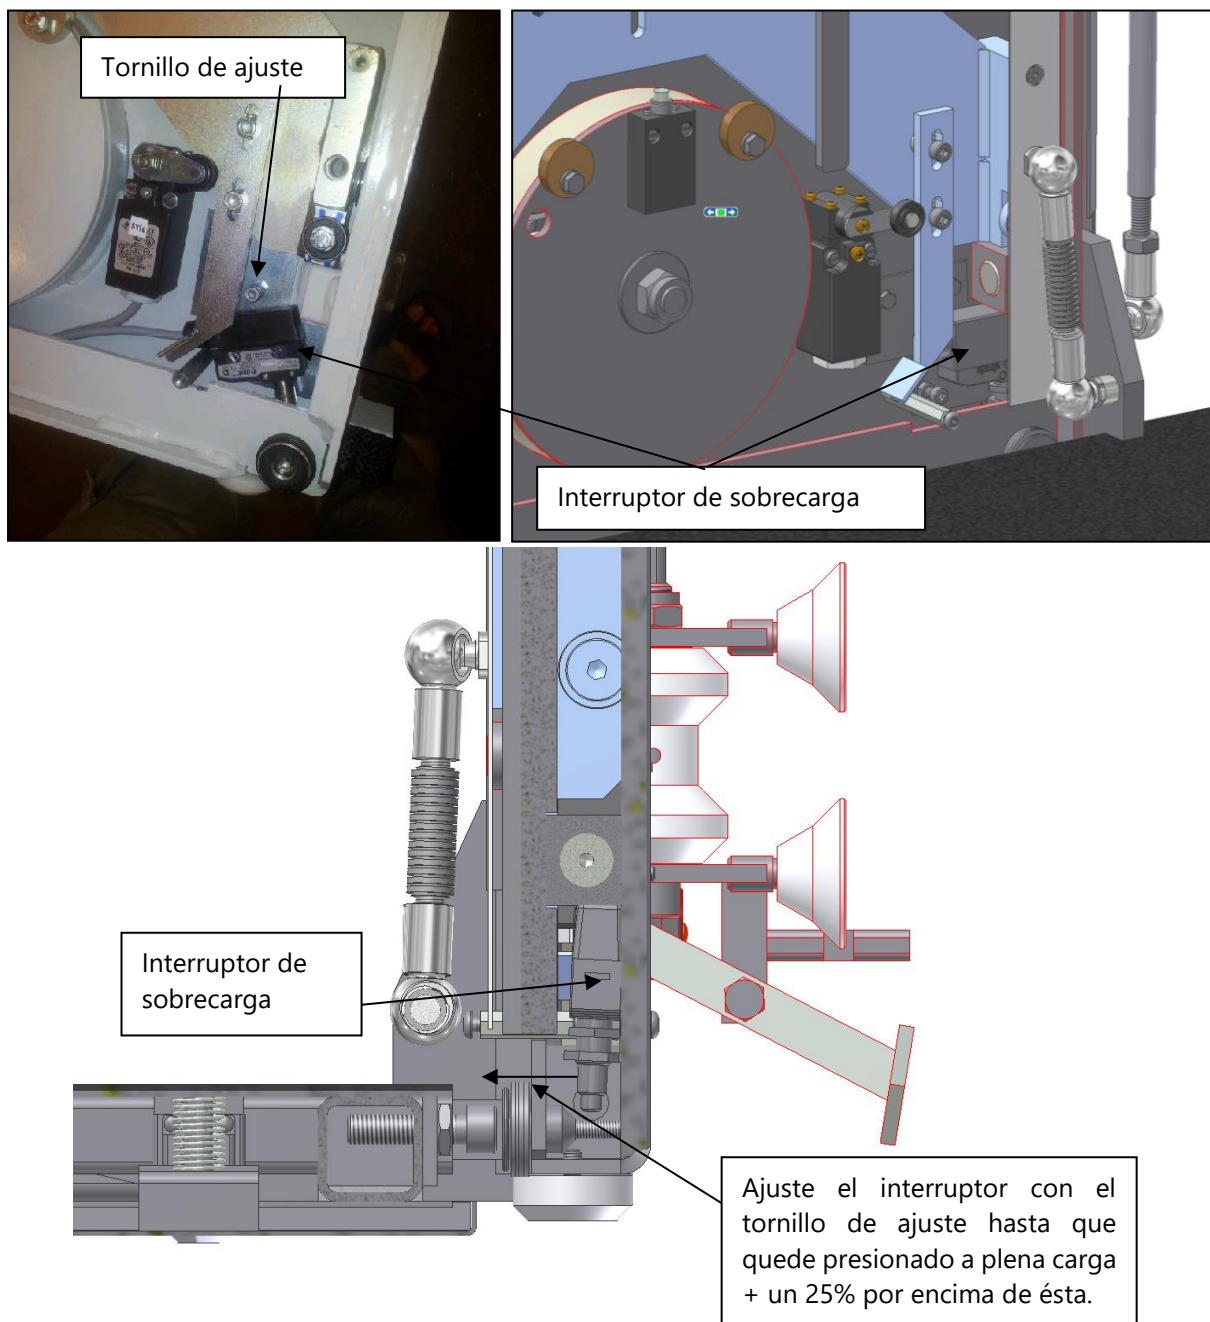 Tornillo de ajuste
Interruptor de sobrecarga
Interruptor de
sobrecarga
Ajuste el interruptor con el
tornillo de ajuste hasta que
quede presionado a plena carga
+ un 25% por encima de ésta.